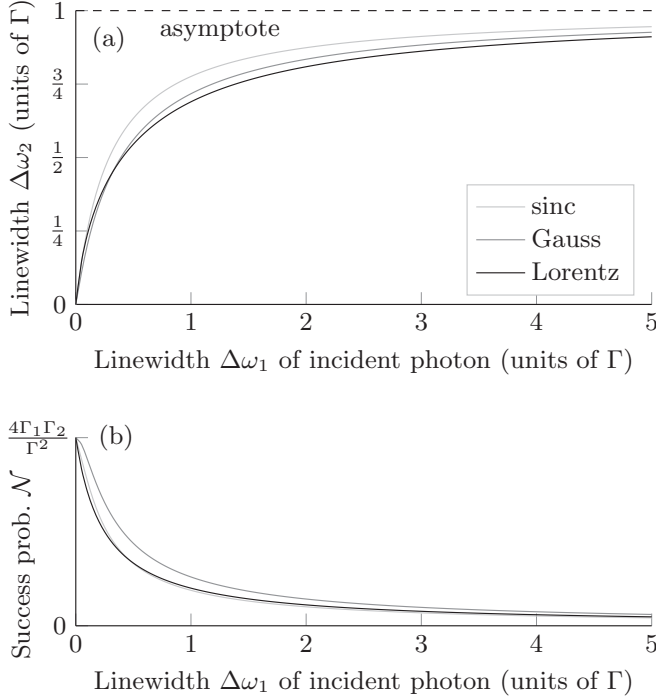 1
(a)
asymptote
3/4
1/2
1/4
0
Linewidth Δω₂ (units of Γ)
sinc
Gauss
Lorentz
0 1 2 3 4 5
Linewidth Δω₁ of incident photon (units of Γ)
4Γ₁Γ₂/Γ²
(b)
Success prob. 𝒩
0
0 1 2 3 4 5
Linewidth Δω₁ of incident photon (units of Γ)